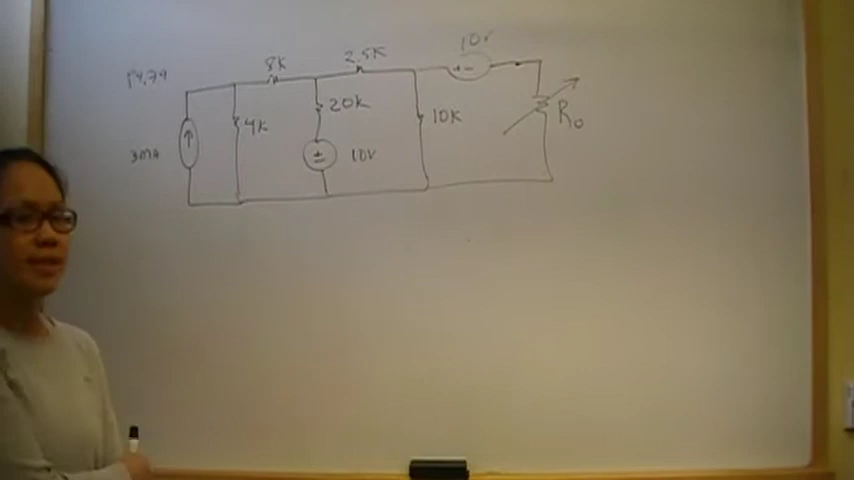 P4.79
8K
2.5K
10V
3mA
4K
20K
10V
+
-
10K
+ -
R₀